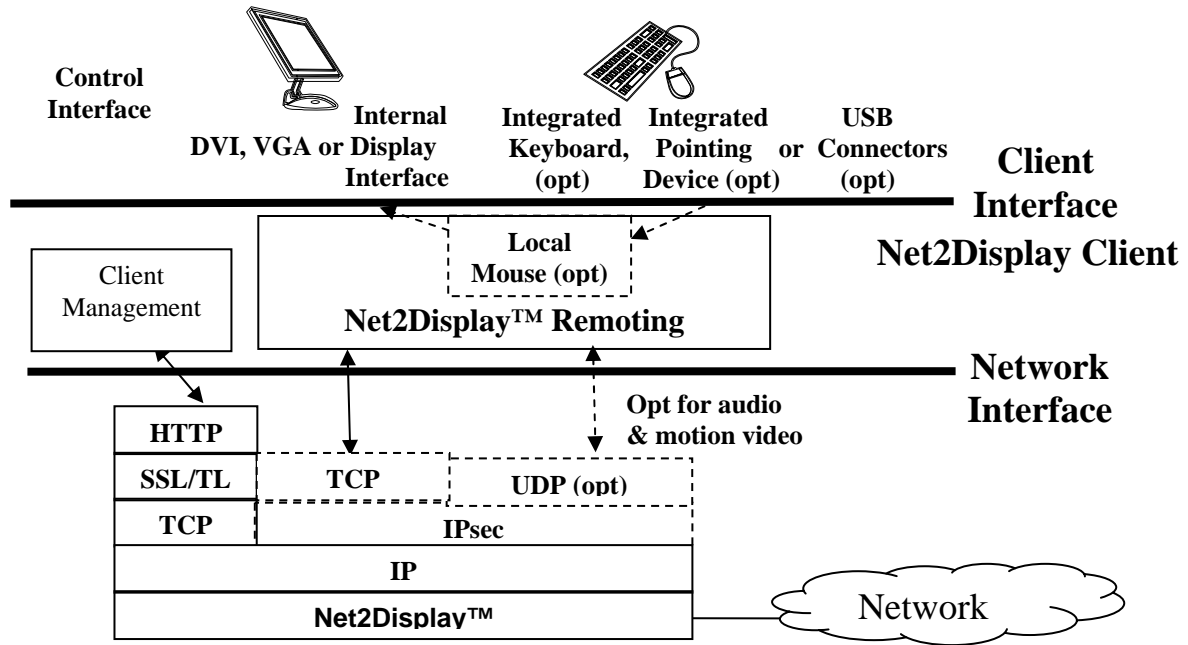 Control
Interface
Internal
DVI, VGA or Display
Interface
Integrated
Keyboard,
(opt)
Integrated
Pointing
Device (opt)
or
USB
Connectors
(opt)
Client
Interface
Net2Display Client
Local
Mouse (opt)
Net2Display™ Remoting
Client
Management
Network
Interface
Opt for audio
& motion video
HTTP
SSL/TL
TCP
UDP (opt)
TCP
IPsec
IP
Net2Display™
Network